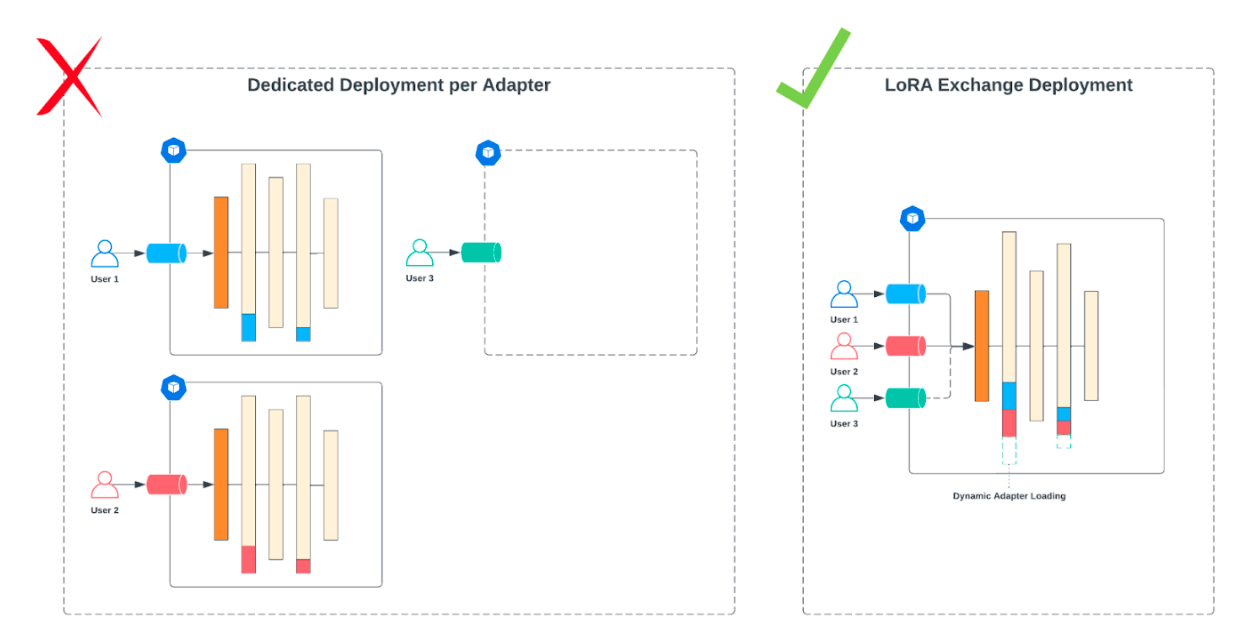 Dedicated Deployment per Adapter
User 1
User 3
User 2
LoRA Exchange Deployment
User 1
User 2
User 3
Dynamic Adapter Loading